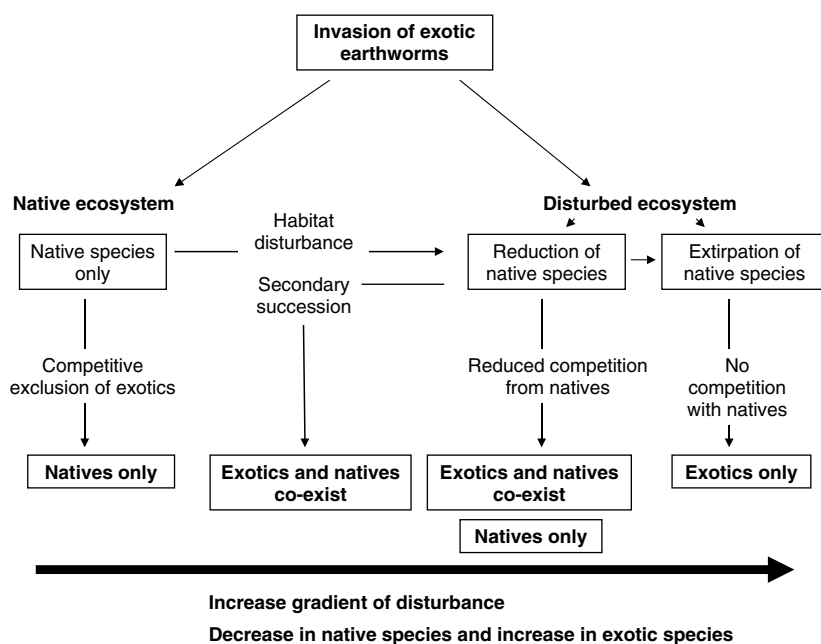 Invasion of exotic
earthworms
Native ecosystem
Disturbed ecosystem
Native species
only
Habitat
disturbance
Secondary
succession
Reduction of
native species
Extirpation of
native species
Competitive
exclusion of exotics
Reduced competition
from natives
No
competition
with natives
Natives only
Exotics and natives
co-exist
Exotics and natives
co-exist
Natives only
Exotics only
Increase gradient of disturbance
Decrease in native species and increase in exotic species